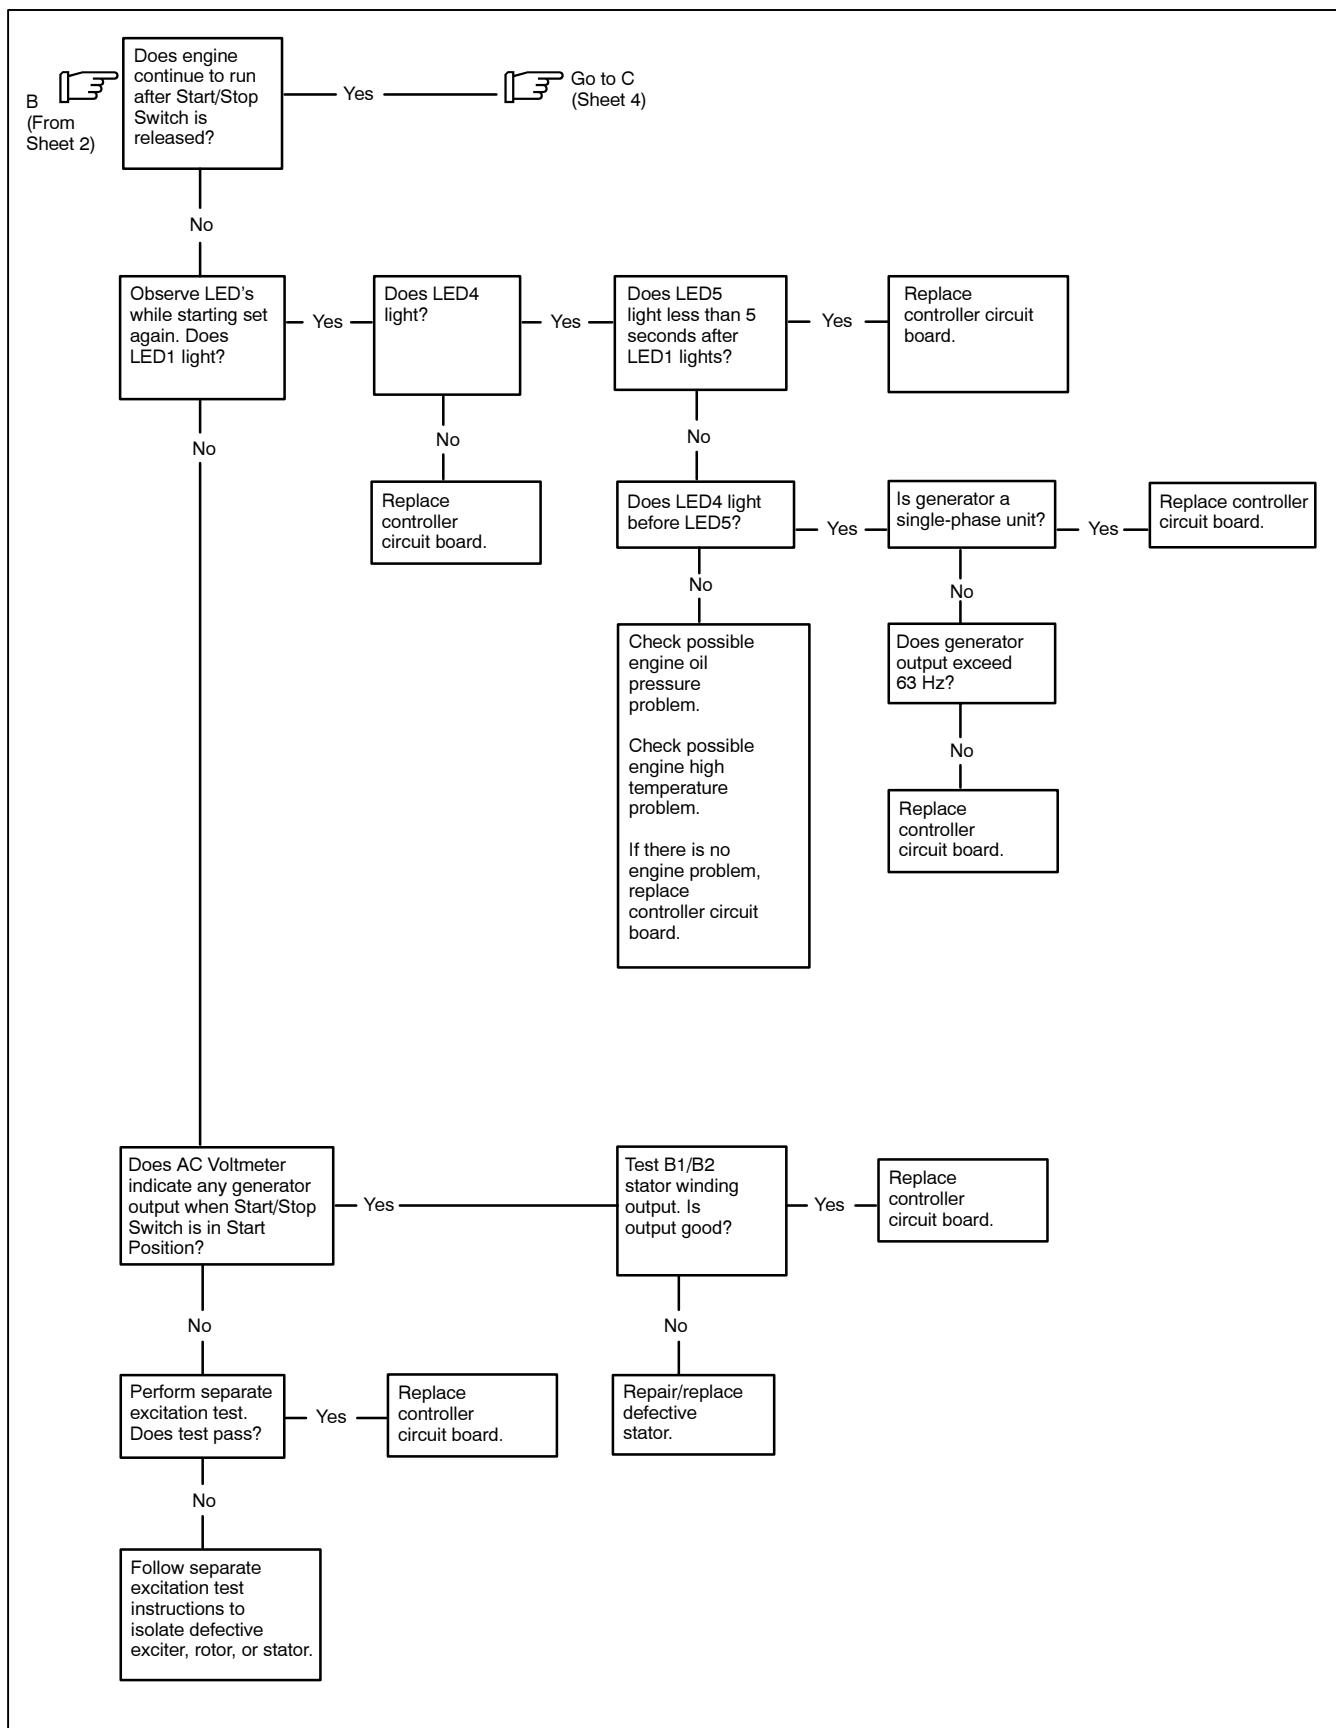 Does engine
continue to run
after Start/Stop
Switch is
released?
B
(From
Sheet 2)
Yes
Go to C
(Sheet 4)
No
Observe LED's
while starting set
again. Does
LED1 light?
Yes
Does LED4
light?
Yes
Does LED5
light less than 5
seconds after
LED1 lights?
Yes
Replace
controller circuit
board.
No
No
No
Replace
controller
circuit board.
Does LED4 light
before LED5?
Yes
Is generator a
single-phase unit?
Yes
Replace controller
circuit board.
No
No
Check possible
engine oil
pressure
problem.
Check possible
engine high
temperature
problem.
If there is no
engine problem,
replace
controller circuit
board.
Does generator
output exceed
63 Hz?
No
Replace
controller
circuit board.
Does AC Voltmeter
indicate any generator
output when Start/Stop
Switch is in Start
Position?
Yes
Test B1/B2
stator winding
output. Is
output good?
Yes
Replace
controller
circuit board.
No
No
Perform separate
excitation test.
Does test pass?
Yes
Replace
controller
circuit board.
Repair/replace
defective
stator.
No
Follow separate
excitation test
instructions to
isolate defective
exciter, rotor, or stator.